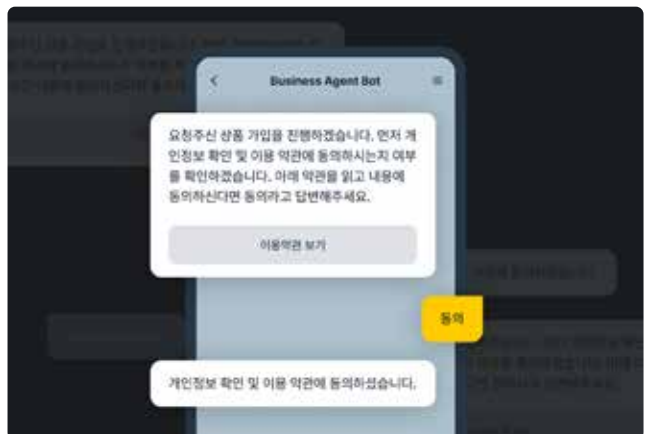 Business Agent Bot
요청주신 상품 가입을 진행하겠습니다. 먼저 개
인정보 확인 및 이용 약관에 동의하시는지 여부
를 확인하겠습니다. 아래 약관을 읽고 내용에
동의하신다면 동의라고 답변해주세요.
이용약관 보기
동의
개인정보 확인 및 이용 약관에 동의하셨습니다.